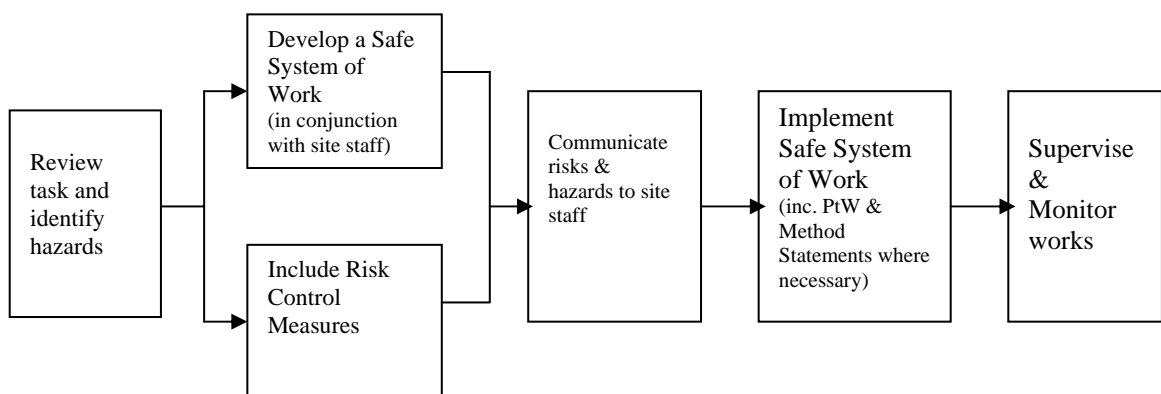 Review
task and
identify
hazards
Develop a Safe
System of
Work
(in conjunction
with site staff)
Include Risk
Control
Measures
Communicate
risks &
hazards to site
staff
Implement
Safe System
of Work
(inc. PtW &
Method
Statements where
necessary)
Supervise
&
Monitor
works